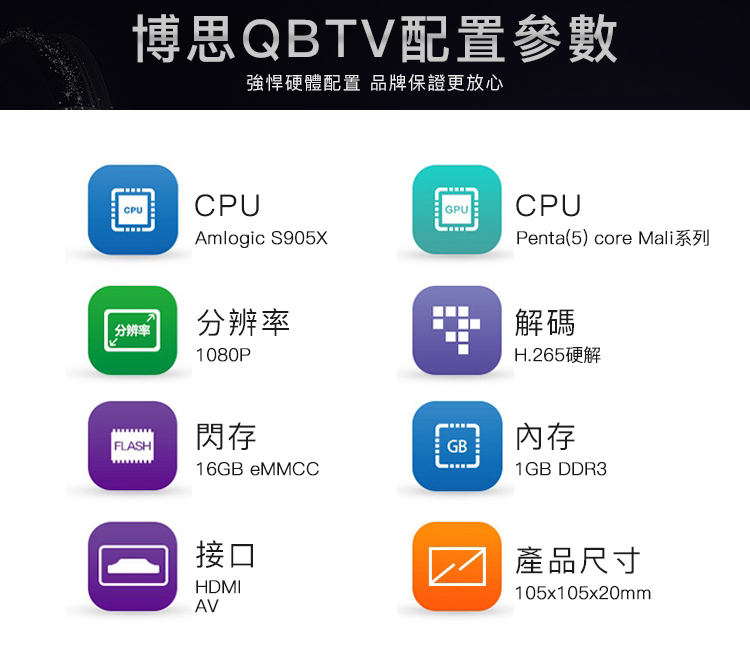 博思QBTV配置參數
強悍硬體配置 品牌保證更放心
CPU
CPU
Amlogic S905X
GPU
CPU
Penta(5) core Mali系列
分辨率
分辨率
1080P
解碼
H.265硬解
FLASH
閃存
16GB eMMCC
GB
內存
1GB DDR3
接口
HDMI
AV
產品尺寸
105x105x20mm